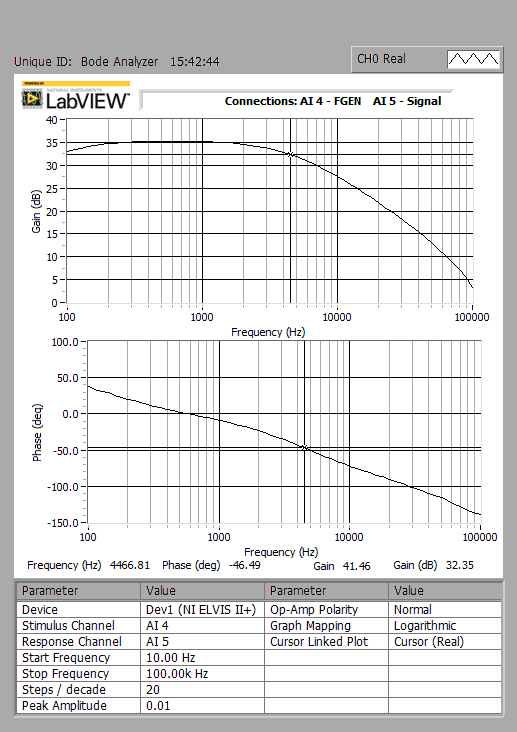 Unique ID: Bode Analyzer 15:42:44
CH0 Real
POWERED BY
NATIONAL INSTRUMENTS
LabVIEW™
Connections: AI 4 - FGEN AI 5 - Signal
40
35
30
25
20
15
10
5
0
Gain (dB)
100 1000 10000 100000
Frequency (Hz)
100.0
50.0
0.0
-50.0
-100.0
-150.0
Phase (deg)
100 1000 10000 100000
Frequency (Hz)
Frequency (Hz) 4466.81 Phase (deg) -46.49 Gain 41.46 Gain (dB) 32.35
Parameter Value Parameter Value
Device Dev1 (NI ELVIS II+) Op-Amp Polarity Normal
Stimulus Channel AI 4 Graph Mapping Logarithmic
Response Channel AI 5 Cursor Linked Plot Cursor (Real)
Start Frequency 10.00 Hz
Stop Frequency 100.00k Hz
Steps / decade 20
Peak Amplitude 0.01